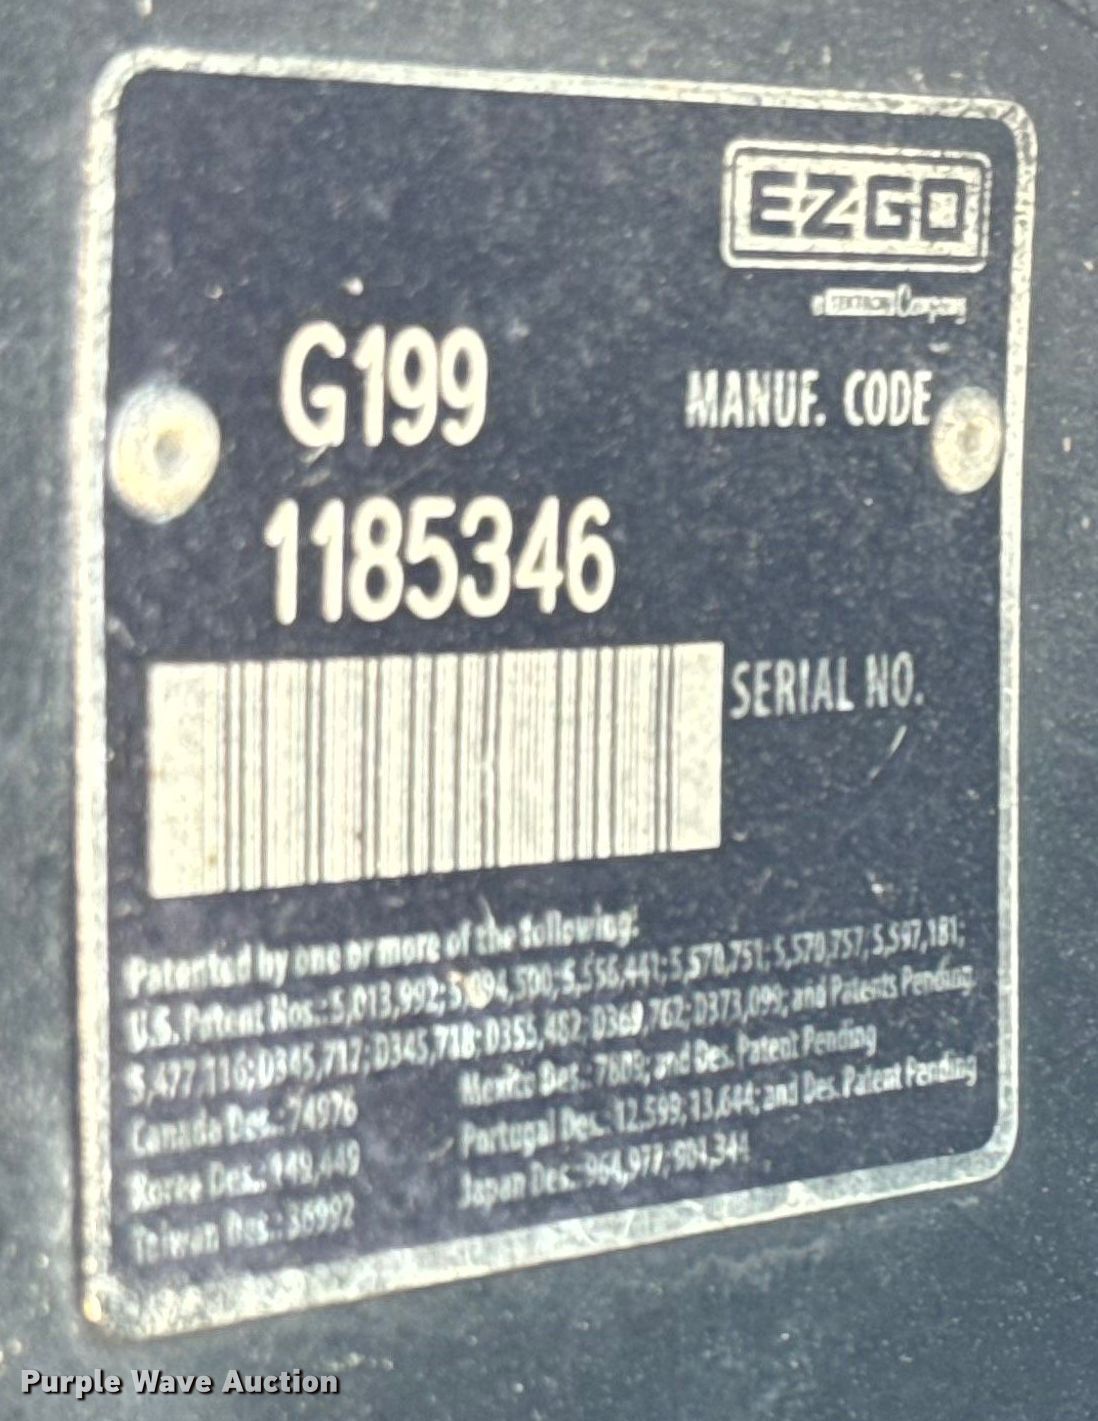 EZGO
a TEXTRON Company
G199
MANUF. CODE
1185346
SERIAL NO.
Patented by one or more of the following:
U.S. Patent Nos.: 5,013,992; 5,094,500; 5,556,441; 5,570,751; 5,570,757; 5,597,181;
5,477,116; D345,717; D345,718; D355,482; D369,762; D373,099; and Patents Pending
Canada Des.: 74976
Mexico Des.: 7809; and Des. Patent Pending
Korea Des.: 149,449
Portugal Des.: 12,599; 13,644; and Des. Patent Pending
Taiwan Des.: 36992
Japan Des.: 964,977; 904,344
Purple Wave Auction